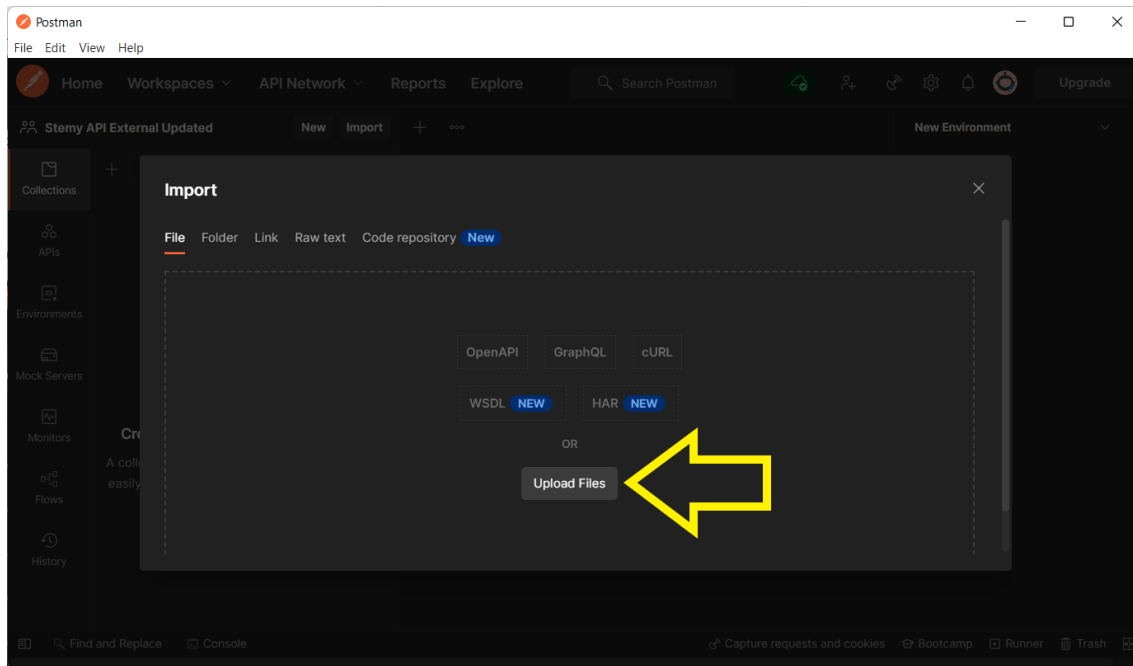 Postman
File Edit View Help
Home Workspaces API Network Reports Explore Search Postman Upgrade
Stemy API External Updated New Import New Environment
Collections
APIs
Environments
Mock Servers
Monitors
Flows
History
Cre
A coll
easily
Import
File Folder Link Raw text Code repository New
OpenAPI GraphQL cURL
WSDL NEW HAR NEW
OR
Upload Files
Find and Replace Console Capture requests and cookies Bootcamp Runner Trash